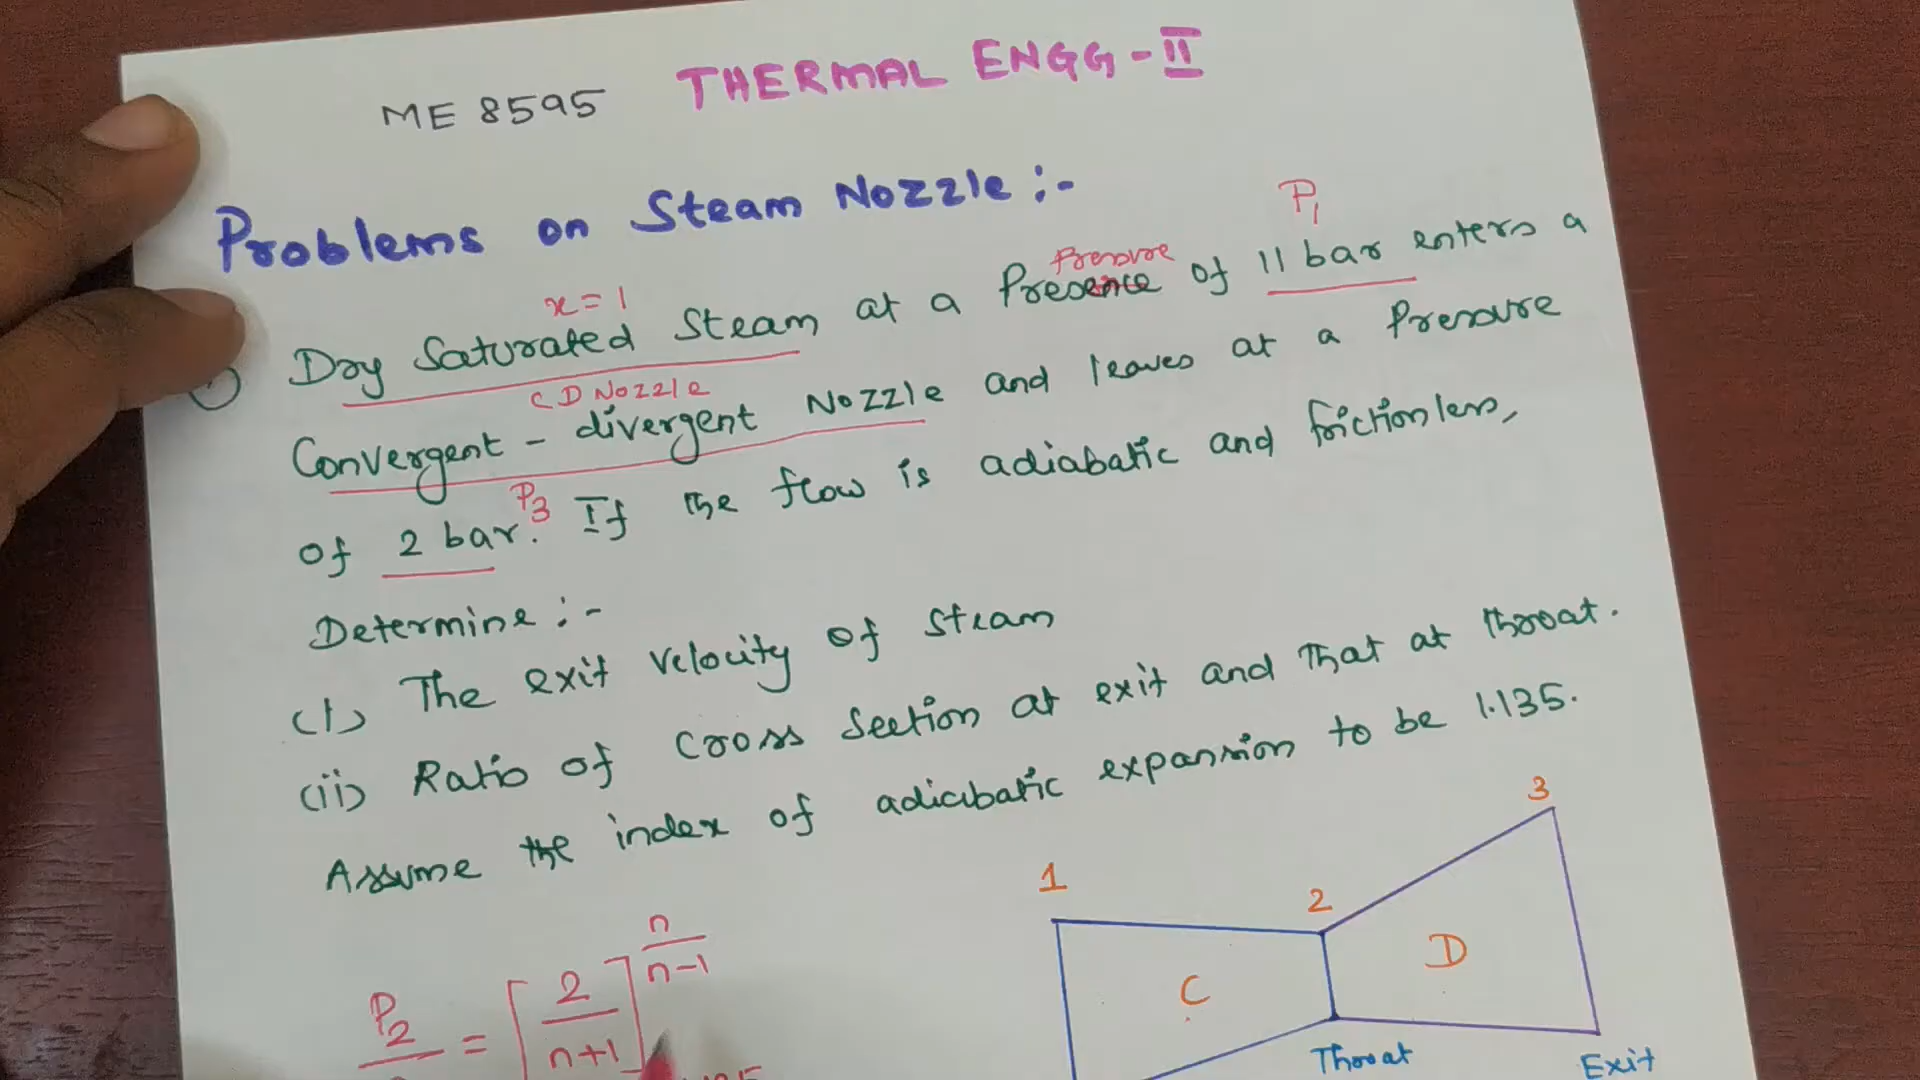 THERMAL ENGG - II
ME 8595
Problems on Steam Nozzle :-
P1
x = 1
Pressure
Dry Saturated Steam at a Presence of 11 bar enters a
CD Nozzle
Convergent - divergent Nozzle and leaves at a Pressure
P3
of 2 bar. If the flow is adiabatic and frictionless,
Determine :-
(i) The exit velocity of steam
(ii) Ratio of cross section at exit and that at throat.
Assume the index of adiabatic expansion to be 1.135.
P2 = [2 / n+1] n / n-1
1
2
3
C
D
Throat
Exit